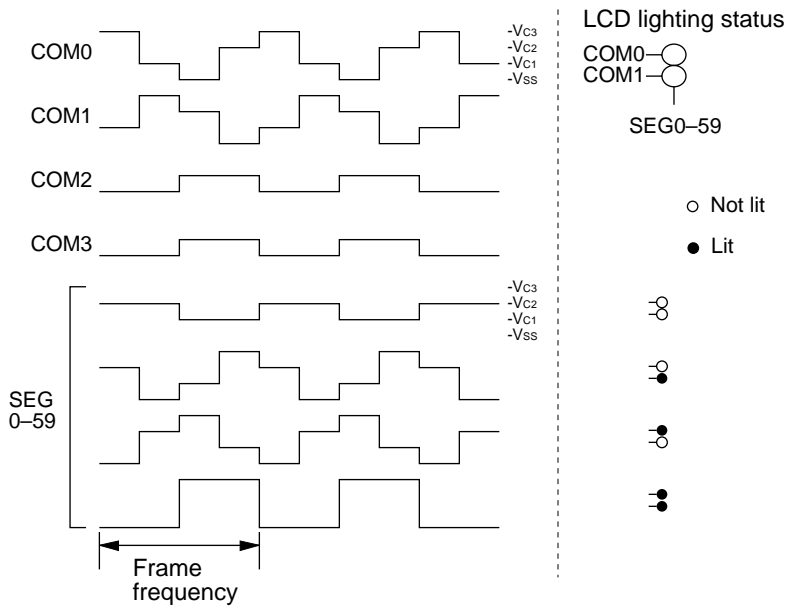 COM0
-VC3
-VC2
-VC1
-VSS
COM1
COM2
COM3
-VC3
-VC2
-VC1
-VSS
SEG
0–59
Frame
frequency
LCD lighting status
COM0
COM1
SEG0–59
Not lit
Lit